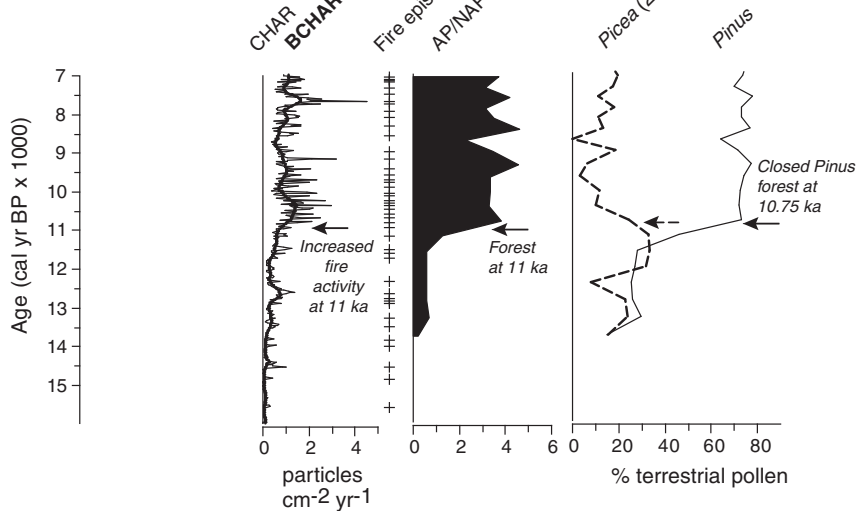 CHAR
BCHAR
Fire
AP/NAP
Picea
Pinus
Age (cal yr BP x 1000)
7
8
9
10
11
12
13
14
15
Increased
fire
activity
at 11 ka
Forest
at 11 ka
Closed Pinus
forest at
10.75 ka
0 2 4
0 2 4 6
0 20 40 60 80
particles
cm-2 yr-1
% terrestrial pollen